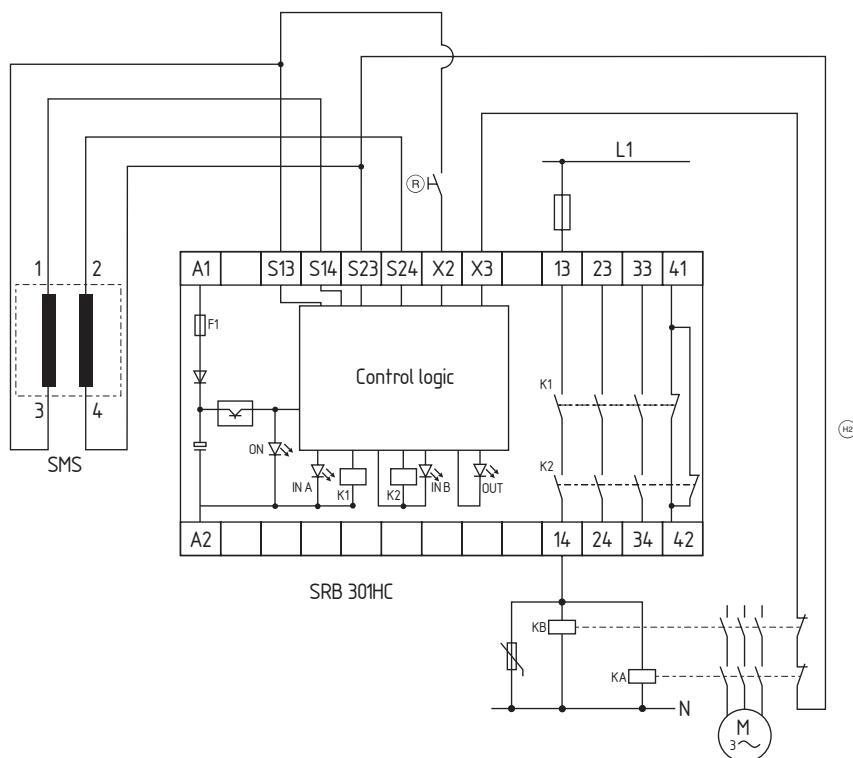 L1
R
A1 S13 S14 S23 S24 X2 X3 13 23 33 41
1 2
F1
Control logic
K1
H2
3 4
SMS
ON
IN A K1 K2 IN B OUT
K2
A2 14 24 34 42
SRB 301HC
KB
KA
N
M
3~